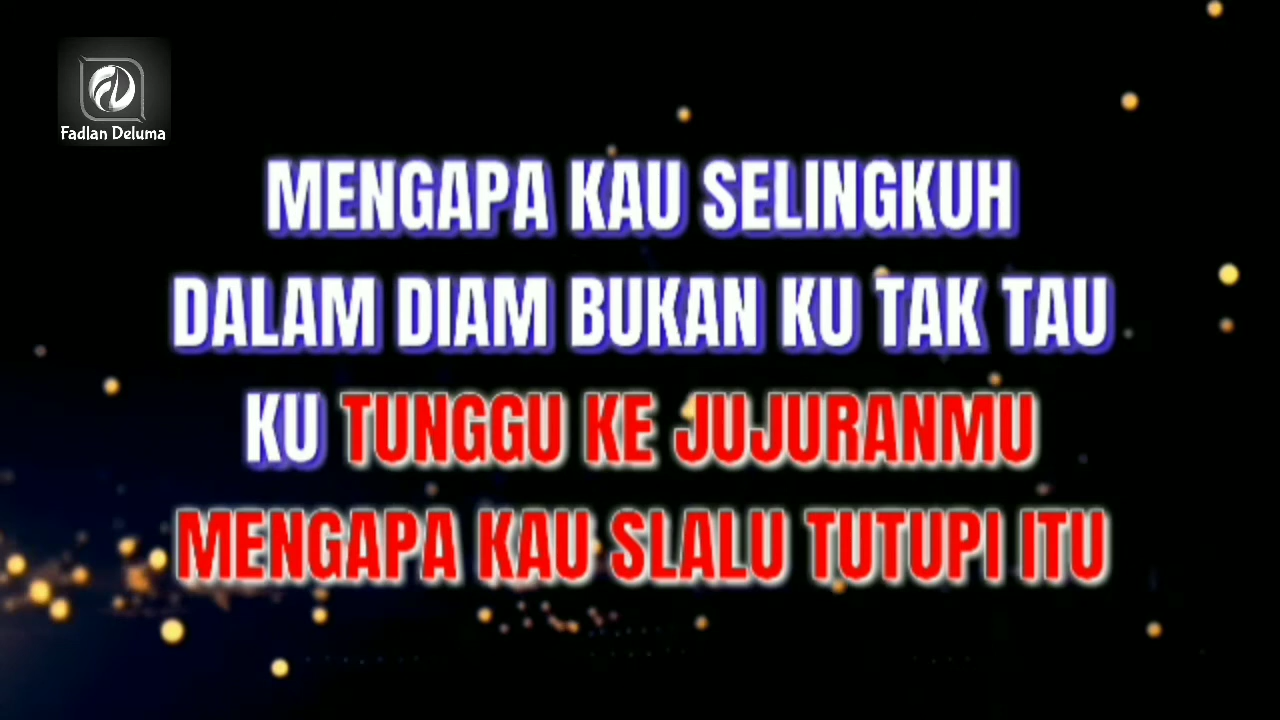 Fadlan Deluma
MENGAPA KAU SELINGKUH
DALAM DIAM BUKAN KU TAK TAU
KU TUNGGU KE JUJURANMU
MENGAPA KAU SLALU TUTUPI ITU